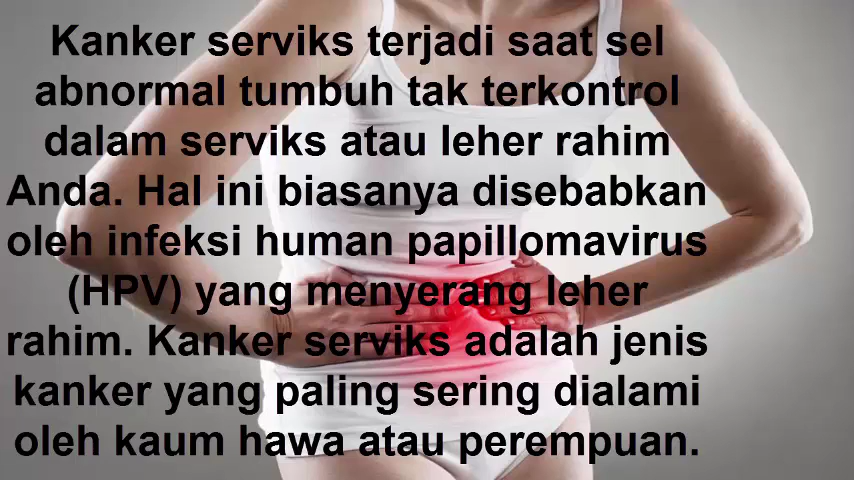 Kanker serviks terjadi saat sel
abnormal tumbuh tak terkontrol
dalam serviks atau leher rahim
Anda. Hal ini biasanya disebabkan
oleh infeksi human papillomavirus
(HPV) yang menyerang leher
rahim. Kanker serviks adalah jenis
kanker yang paling sering dialami
oleh kaum hawa atau perempuan.